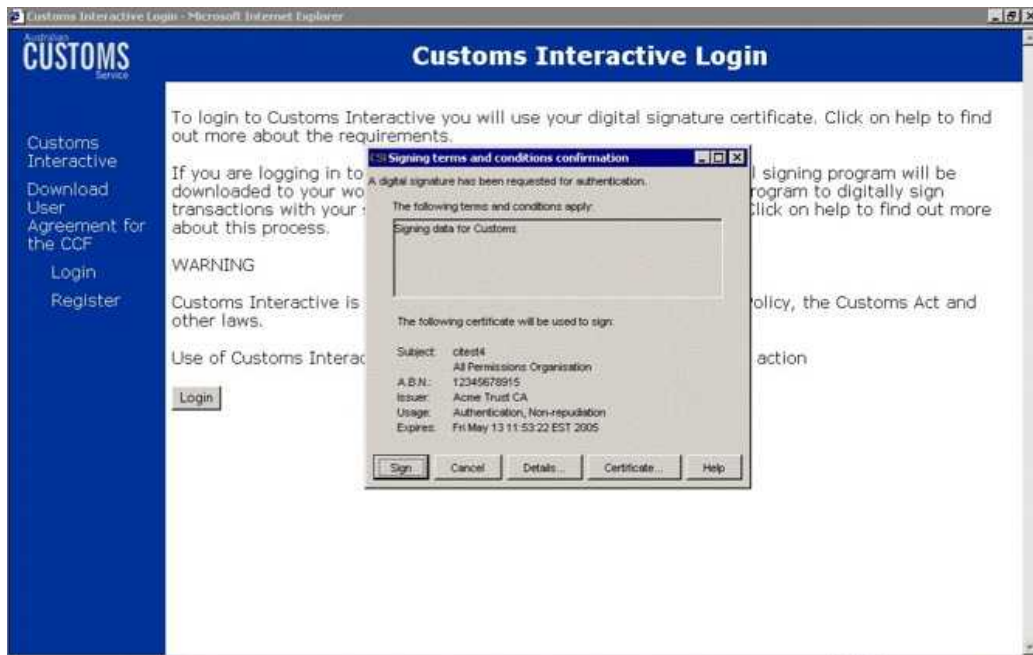 Customs Interactive Login - Microsoft Internet Explorer
Australian
CUSTOMS
Service
Customs Interactive Login
Customs
Interactive
Download
User
Agreement for
the CCF
Login
Register
To login to Customs Interactive you will use your digital signature certificate. Click on help to find
out more about the requirements.
If you are logging in to
l signing program will be
downloaded to your wo
rogram to digitally sign
transactions with your
Click on help to find out more
about this process.
WARNING
Customs Interactive is
olicy, the Customs Act and
other laws.
Use of Customs Interac
action
Login
CSI Signing terms and conditions confirmation
A digital signature has been requested for authentication.
The following terms and conditions apply:
Signing data for Customs
The following certificate will be used to sign:
Subject: citest4
All Permissions Organisation
A.B.N.: 12345678915
Issuer: Acme Trust CA
Usage: Authentication, Non-repudiation
Expires: Fri May 13 11:53:22 EST 2005
Sign Cancel Details... Certificate... Help